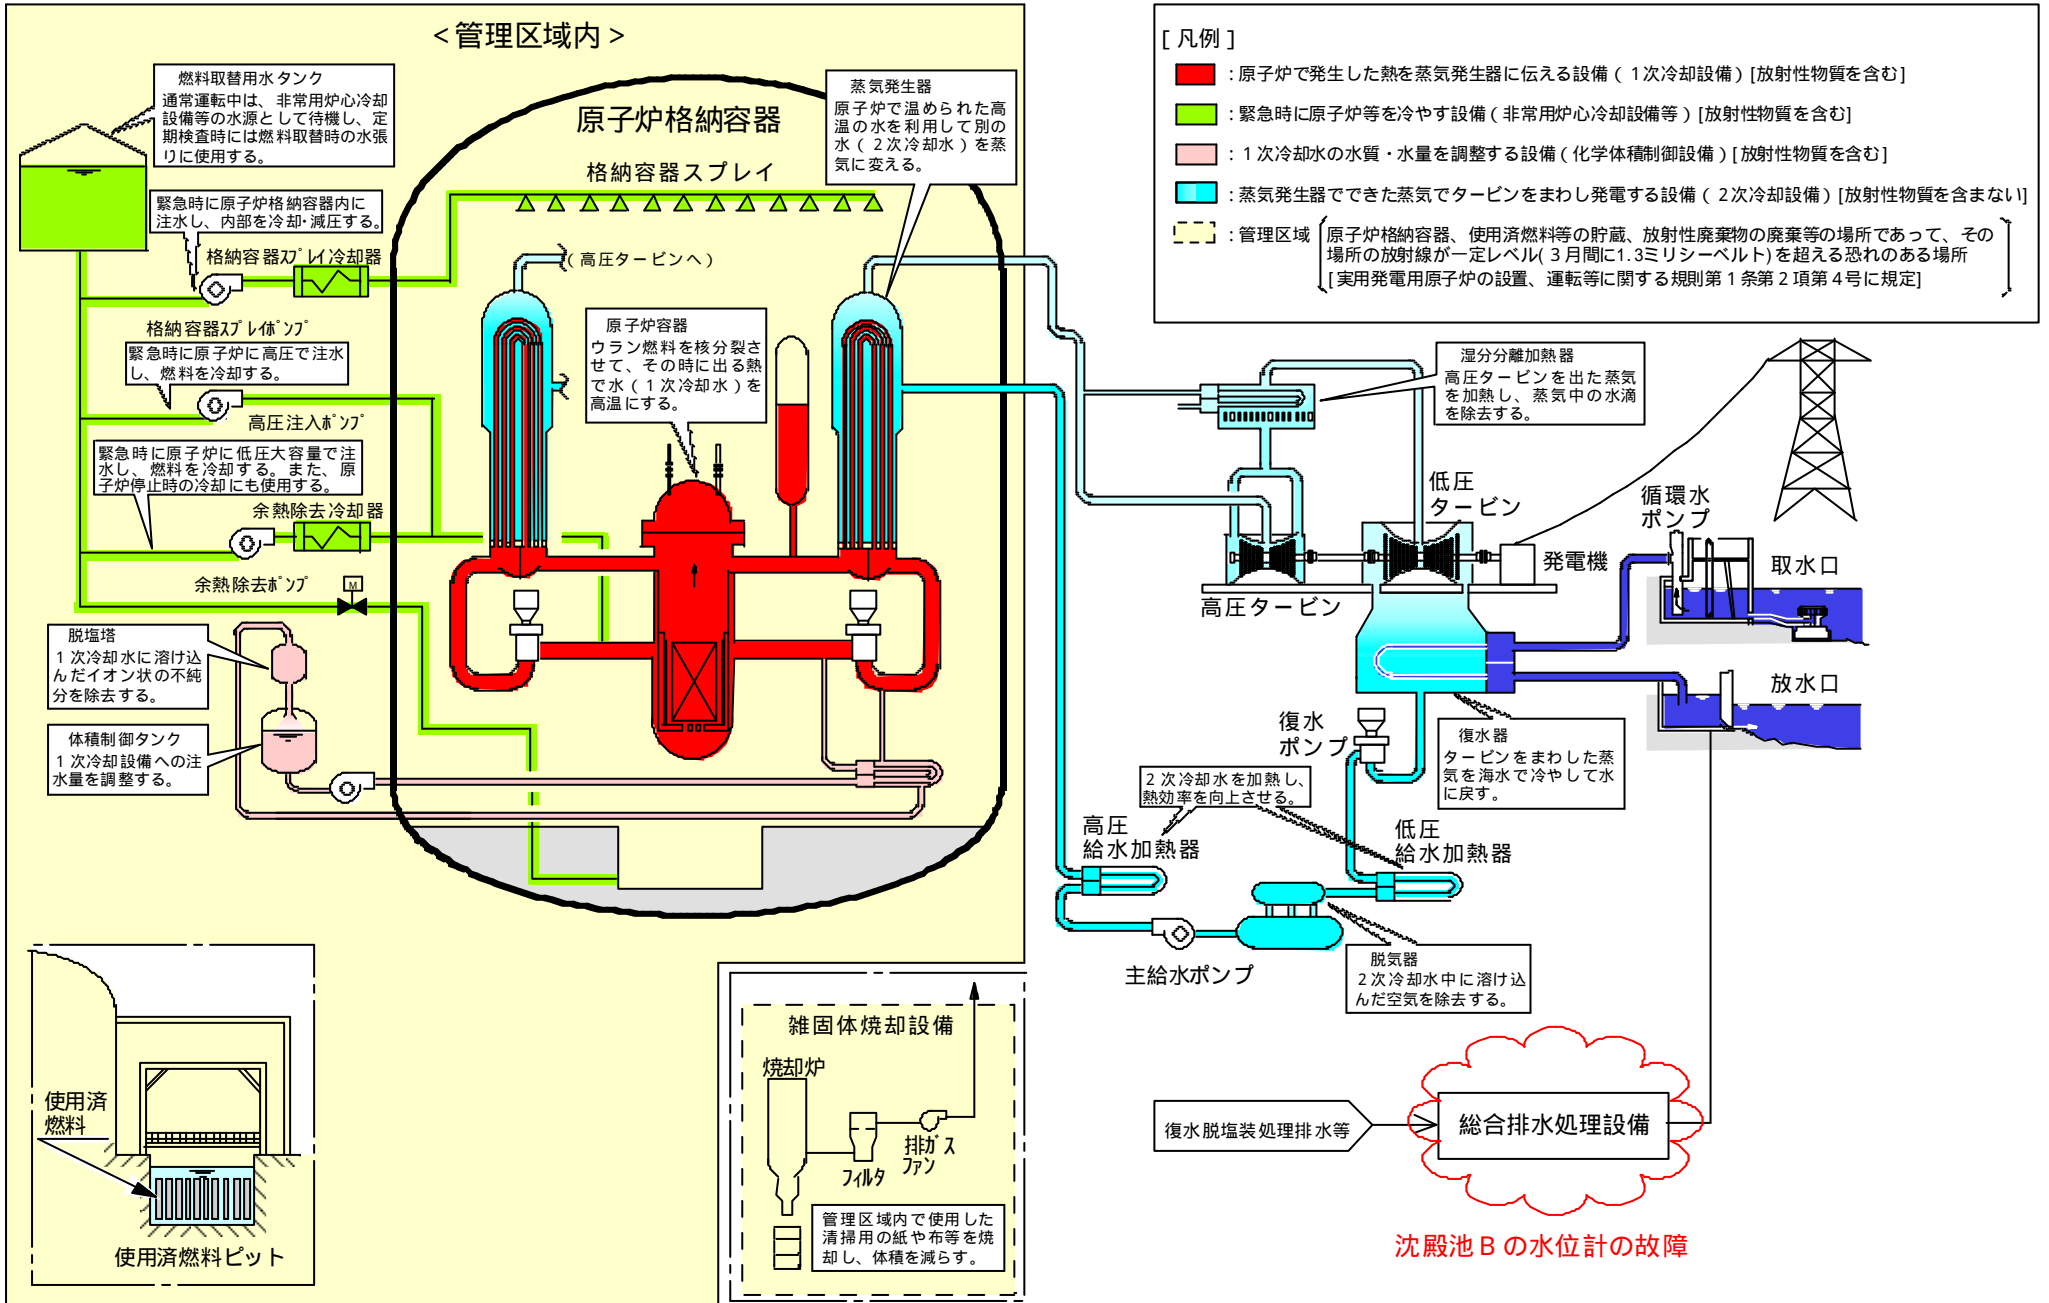 <管理区域内>
燃料取替用水タンク
通常運転中は、非常用炉心冷却
設備等の水源として待機し、定
期検査時には燃料取替時の水張
りに使用する。
緊急時に原子炉格納容器内に
注水し、内部を冷却・減圧する。
格納容器ｽﾌﾟﾚｲ冷却器
格納容器ｽﾌﾟﾚｲﾎﾟﾝﾌﾟ
緊急時に原子炉に高圧で注水
し、燃料を冷却する。
高圧注入ﾎﾟﾝﾌﾟ
緊急時に原子炉に低圧大容量で注
水し、燃料を冷却する。また、原
子炉停止時の冷却にも使用する。
余熱除去冷却器
余熱除去ﾎﾟﾝﾌﾟ
M
脱塩塔
１次冷却水に溶け込
んだイオン状の不純
分を除去する。
体積制御タンク
１次冷却設備への注
水量を調整する。
原子炉格納容器
格納容器スプレイ
蒸気発生器
原子炉で温められた高
温の水を利用して別の
水（２次冷却水）を蒸
気に変える。
（高圧タービンへ）
原子炉容器
ウラン燃料を核分裂さ
せて、その時に出る熱
で水（１次冷却水）を
高温にする。
[凡例]
：原子炉で発生した熱を蒸気発生器に伝える設備（１次冷却設備）[放射性物質を含む]
：緊急時に原子炉等を冷やす設備（非常用炉心冷却設備等）[放射性物質を含む]
：１次冷却水の水質・水量を調整する設備（化学体積制御設備）[放射性物質を含む]
：蒸気発生器でできた蒸気でタービンをまわし発電する設備（２次冷却設備）[放射性物質を含まない]
：管理区域
原子炉格納容器、使用済燃料等の貯蔵、放射性廃棄物の廃棄等の場所であって、その
場所の放射線が一定レベル(３月間に1.3ミリシーベルト)を超える恐れのある場所
[実用発電用原子炉の設置、運転等に関する規則第１条第２項第４号に規定]
湿分分離加熱器
高圧タービンを出た蒸気
を加熱し、蒸気中の水滴
を除去する。
低圧
タービン
高圧タービン
発電機
循環水
ポンプ
取水口
放水口
復水
ポンプ
復水器
タービンをまわした蒸
気を海水で冷やして水
に戻す。
２次冷却水を加熱し、
熱効率を向上させる。
高圧
給水加熱器
低圧
給水加熱器
主給水ポンプ
脱気器
２次冷却水中に溶け込
んだ空気を除去する。
使用済
燃料
使用済燃料ピット
雑固体焼却設備
焼却炉
フィルタ
排ガス
ファン
管理区域内で使用した
清掃用の紙や布等を焼
却し、体積を減らす。
復水脱塩装処理排水等
総合排水処理設備
沈殿池Ｂの水位計の故障